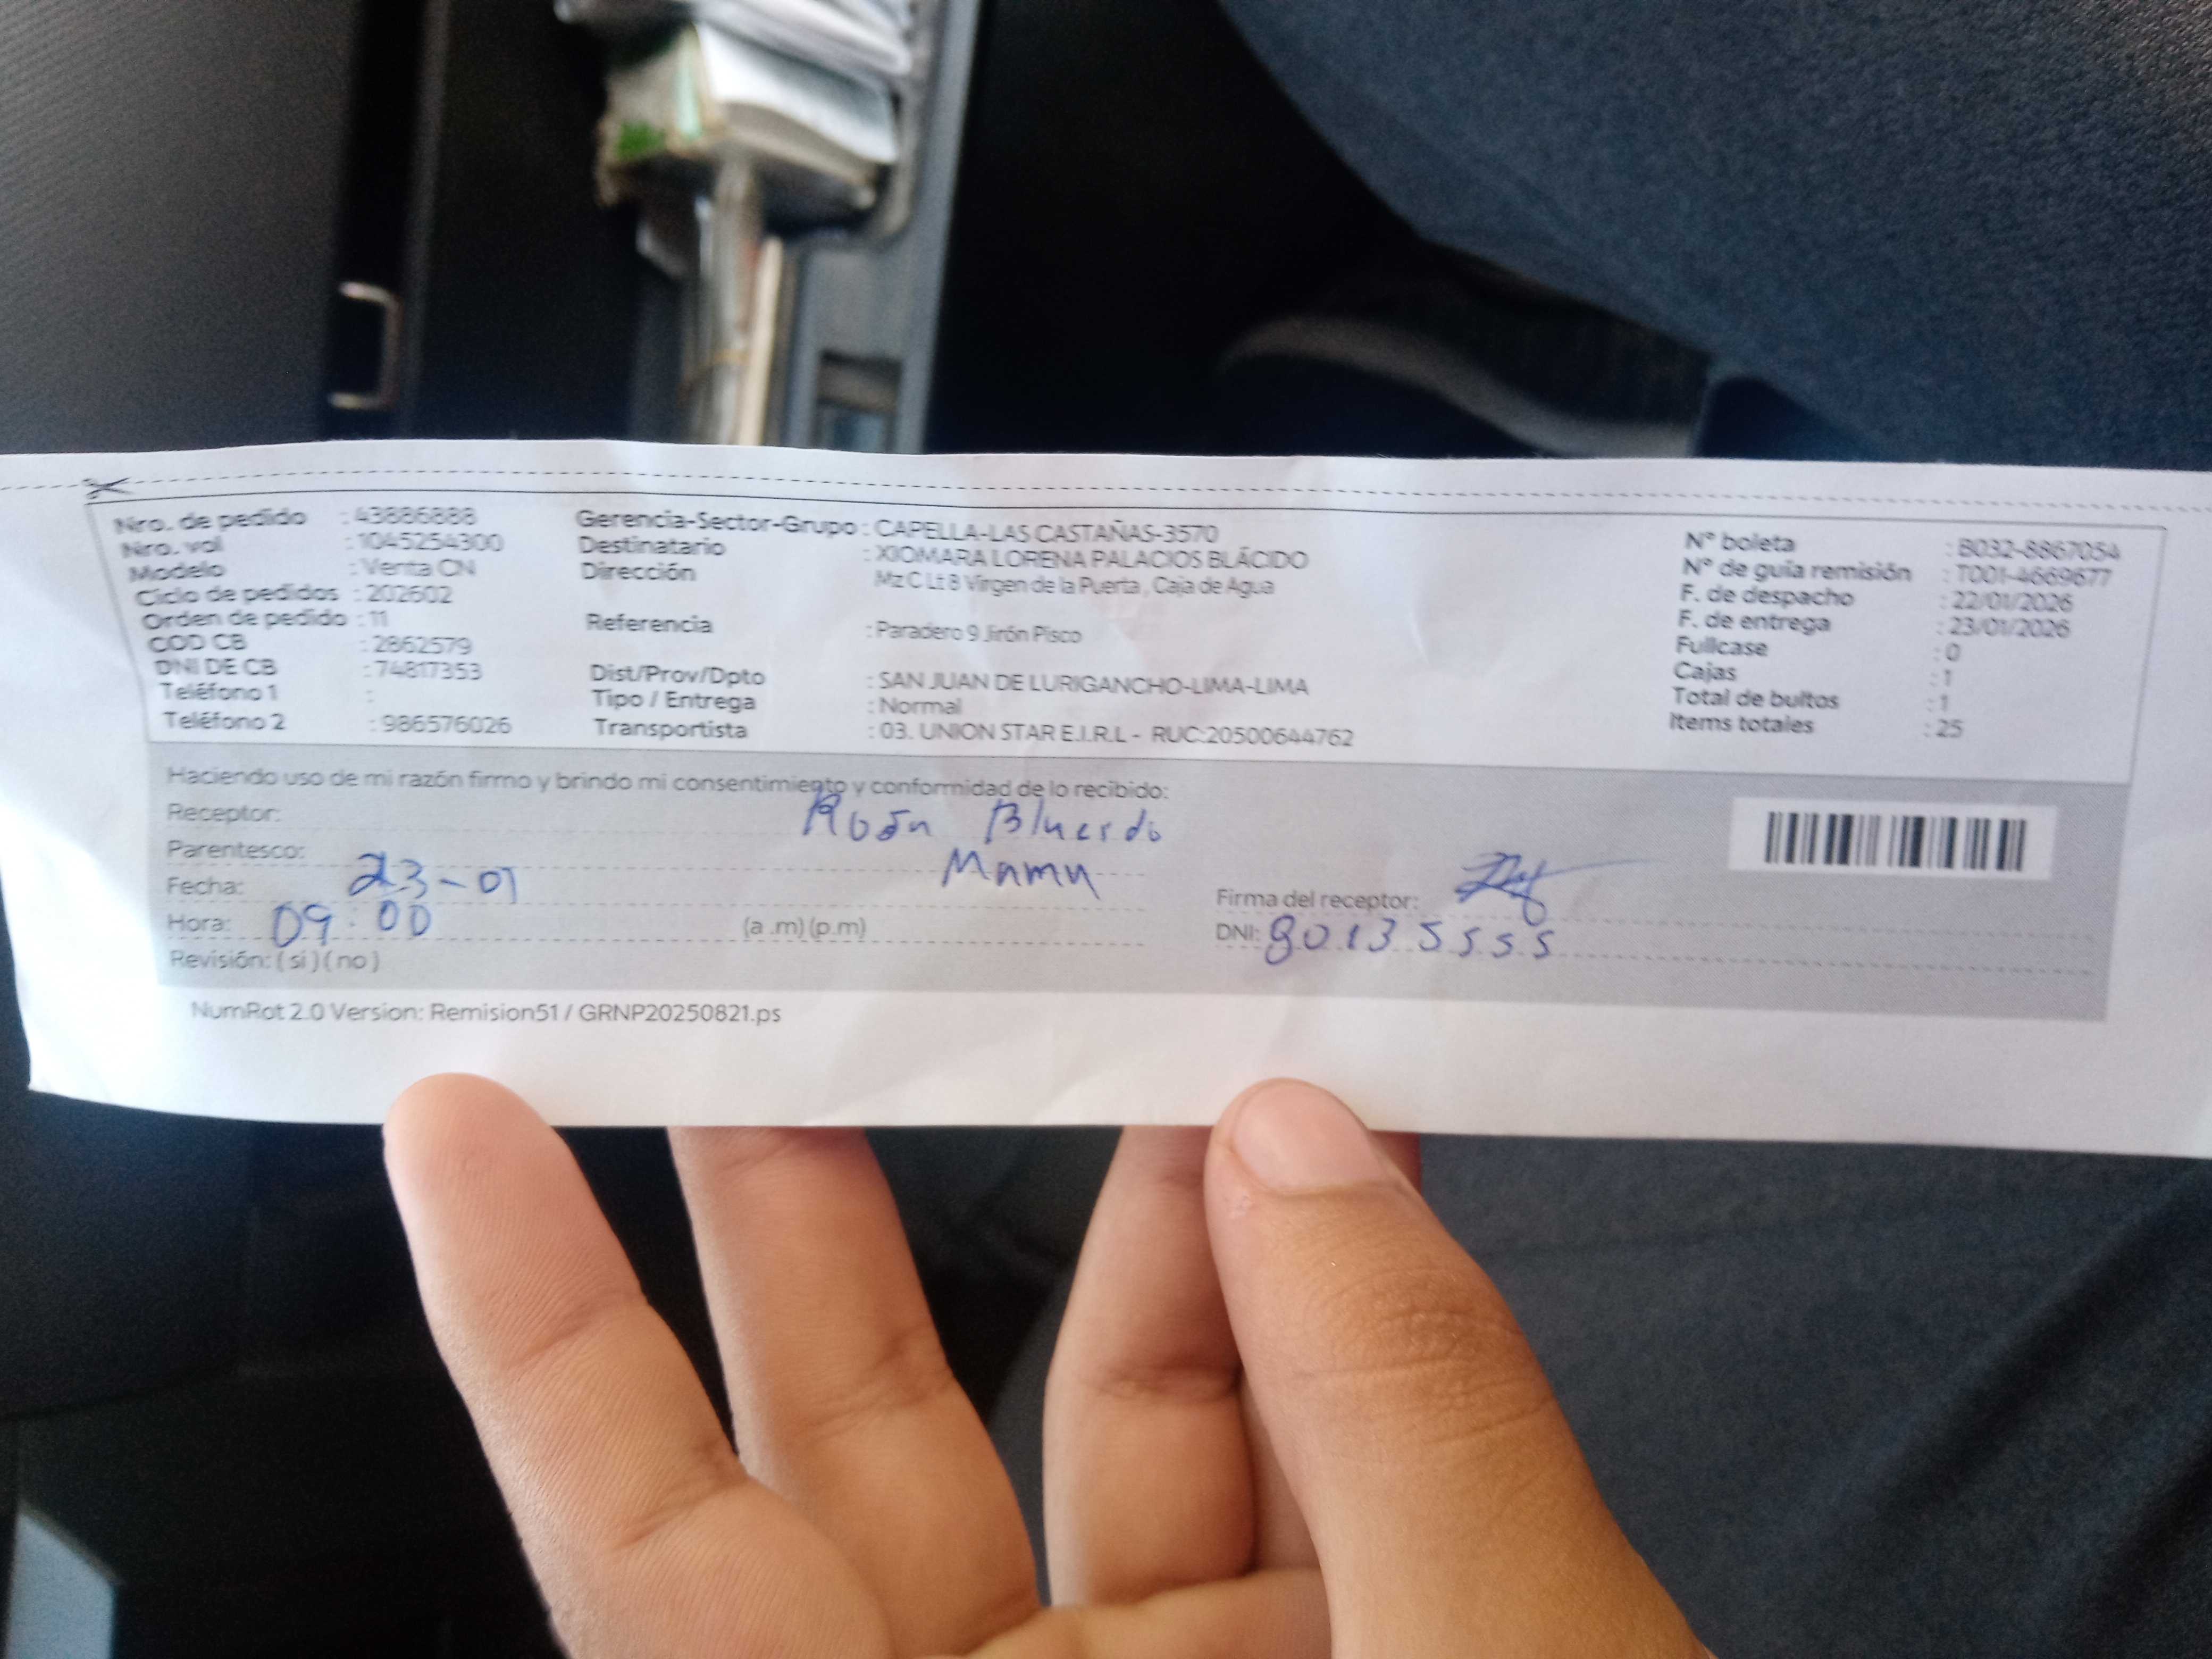 Nro. de pedido : 43886888
Nro. vol : 1045254300
Modelo : Venta CN
Ciclo de pedidos : 202602
Orden de pedido : 11
COD CB : 2862579
DNI DE CB : 74817353
Teléfono 1 :
Teléfono 2 : 986576026
Gerencia-Sector-Grupo : CAPELLA-LAS CASTAÑAS-3570
Destinatario : XIOMARA LORENA PALACIOS BLÁCIDO
Dirección Mz C Lt 8 Virgen de la Puerta , Caja de Agua
Referencia : Paradero 9 Jirón Pisco
Dist/Prov/Dpto : SAN JUAN DE LURIGANCHO-LIMA-LIMA
Tipo / Entrega : Normal
Transportista : 03. UNION STAR E.I.R.L - RUC:20500644762
N° boleta : B032-8867054
N° de guía remisión : T001-4669677
F. de despacho : 22/01/2026
F. de entrega : 23/01/2026
Fullcase : 0
Cajas : 1
Total de bultos : 1
Items totales : 25
Haciendo uso de mi razón firmo y brindo mi consentimiento y conformidad de lo recibido:
Receptor:
Parentesco: Mama
Fecha: 23-01
Hora: 09:00 (a .m) (p.m)
Revisión: ( si ) ( no )
Firma del receptor:
DNI: 80135555
NumRot 2.0 Version: Remision51 / GRNP20250821.ps